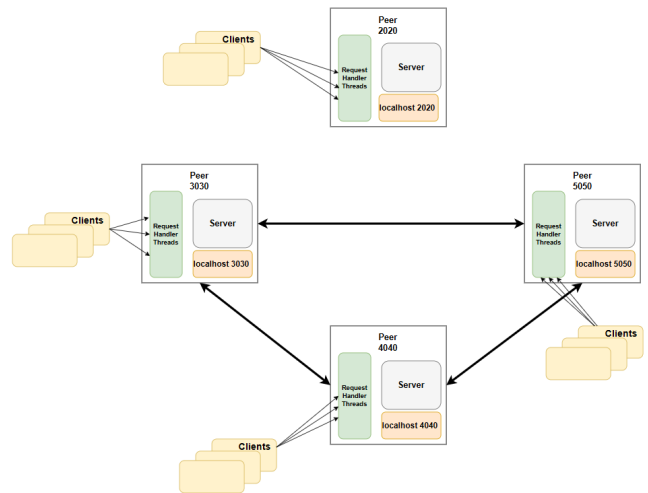 Clients
Peer
2020
Request
Handler
Threads
Server
localhost 2020
Peer
3030
Clients
Request
Handler
Threads
Server
localhost 3030
Peer
5050
Request
Handler
Threads
Server
localhost 5050
Clients
Peer
4040
Request
Handler
Threads
Server
localhost 4040
Clients